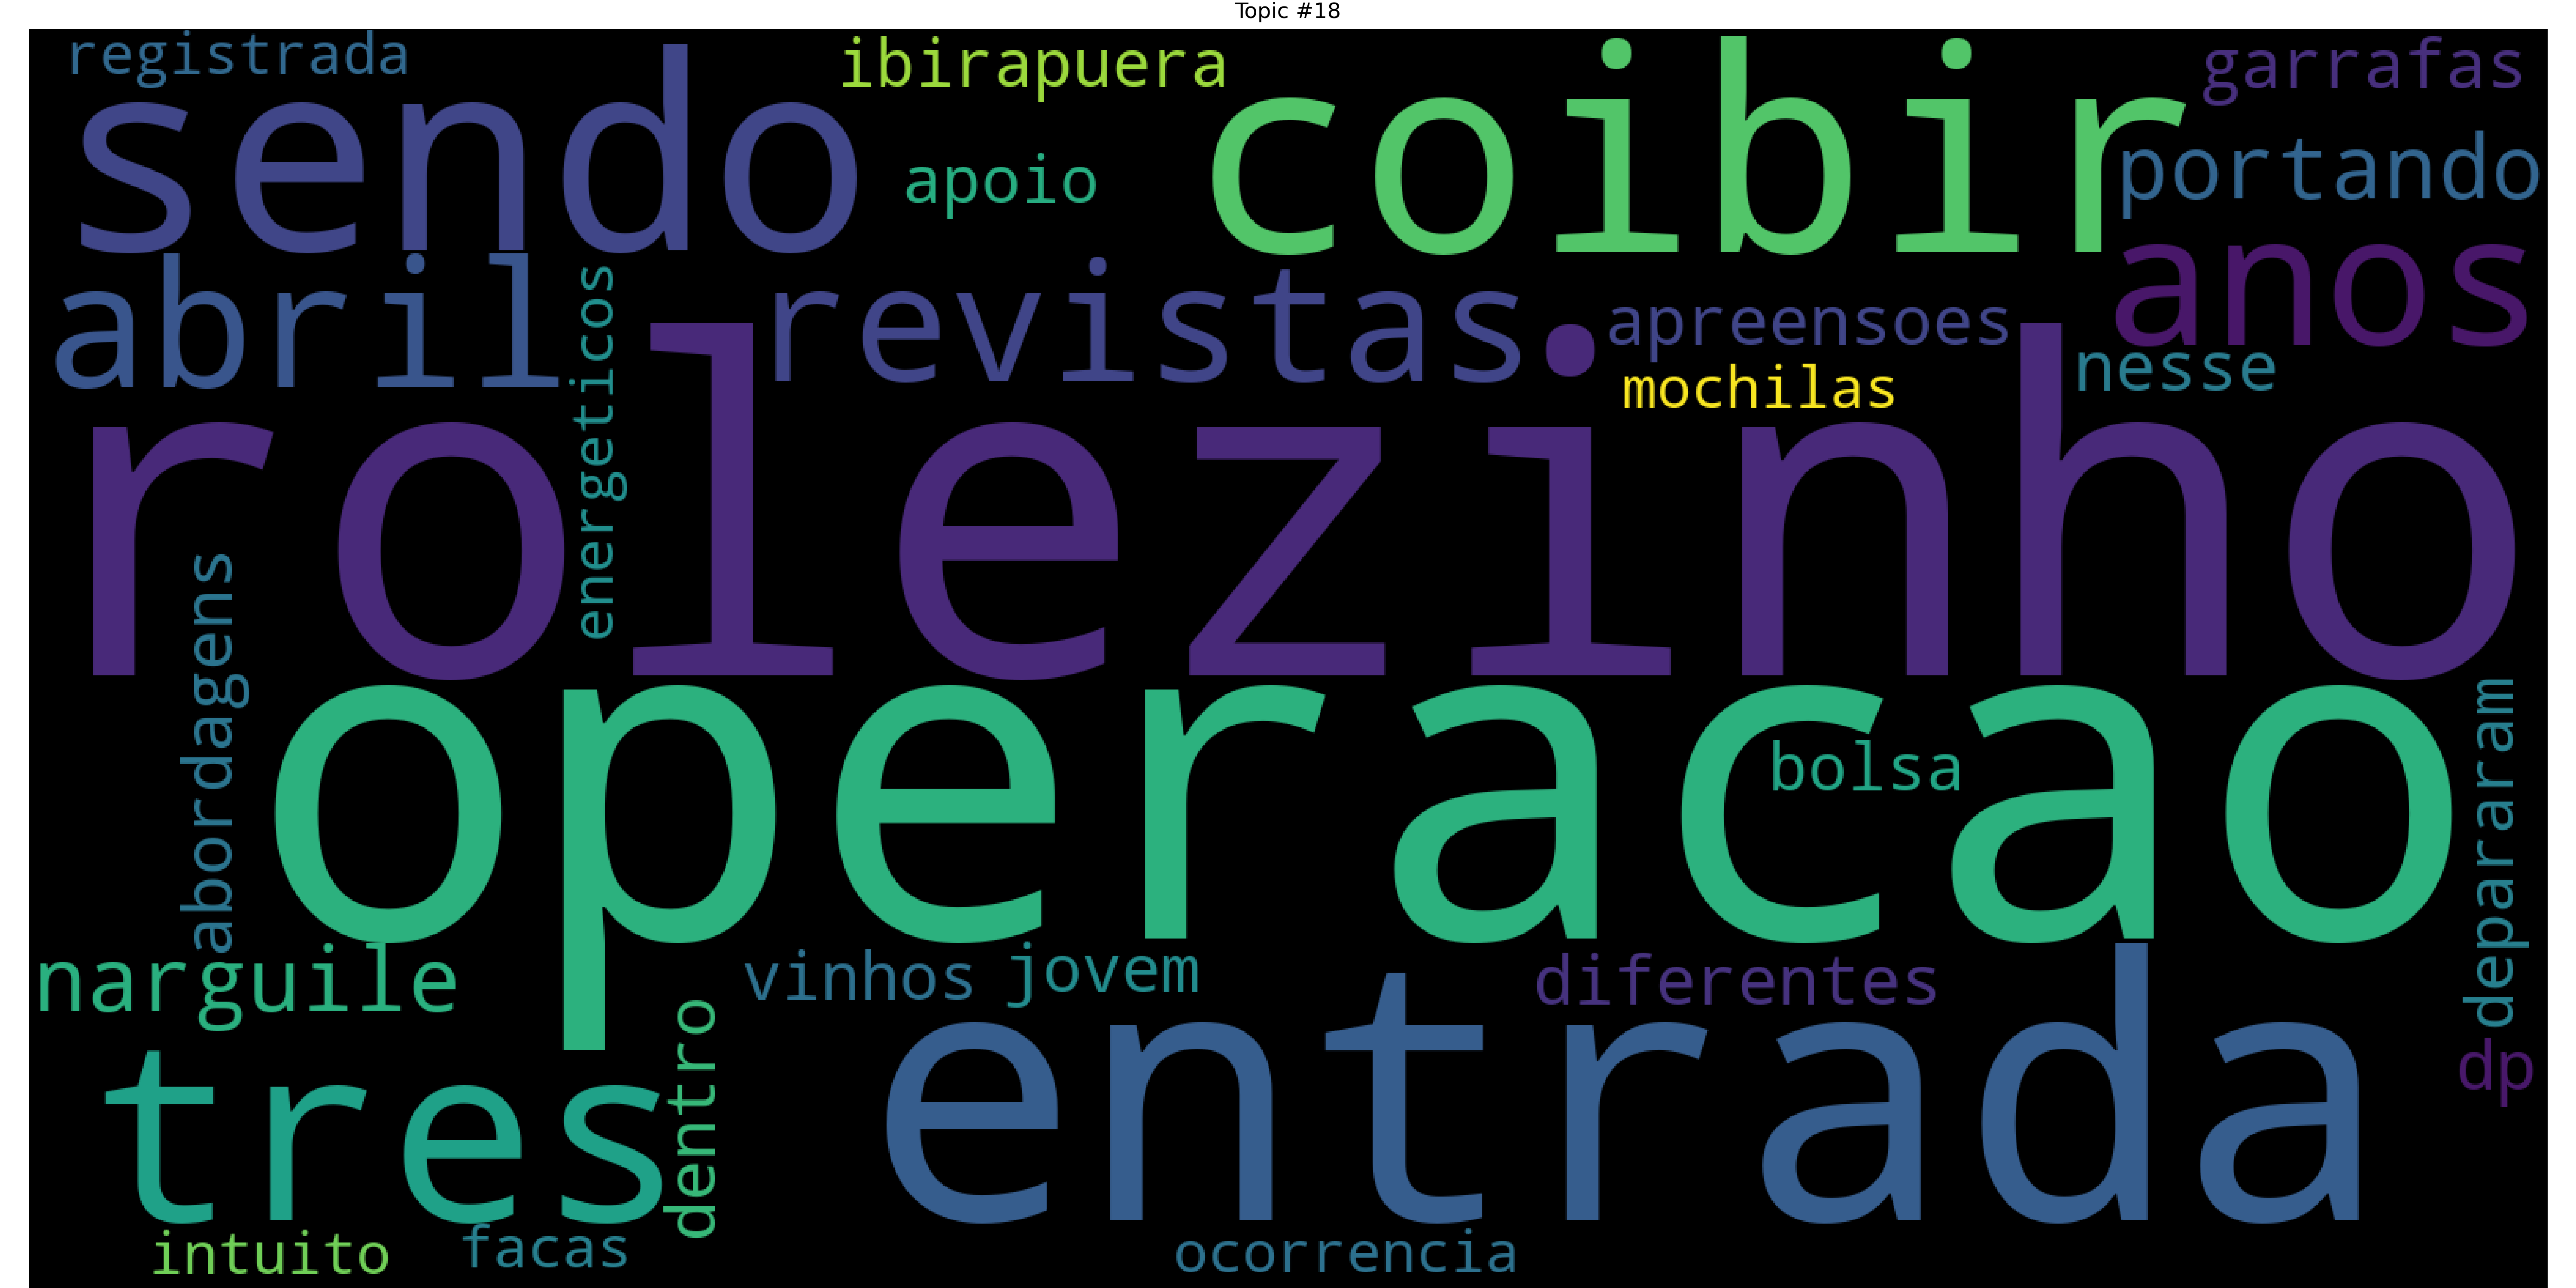 Topic #18
registrada
ibirapuera
garrafas
sendo
coibir
apoio
portando
anos
abril
energeticos
revistas
apreensoes
nesse
mochilas
rolezinho
abordagens
operacao
bolsa
depararam
narguile
vinhos
jovem
diferentes
dentro
dp
tres
entrada
intuito
facas
ocorrencia